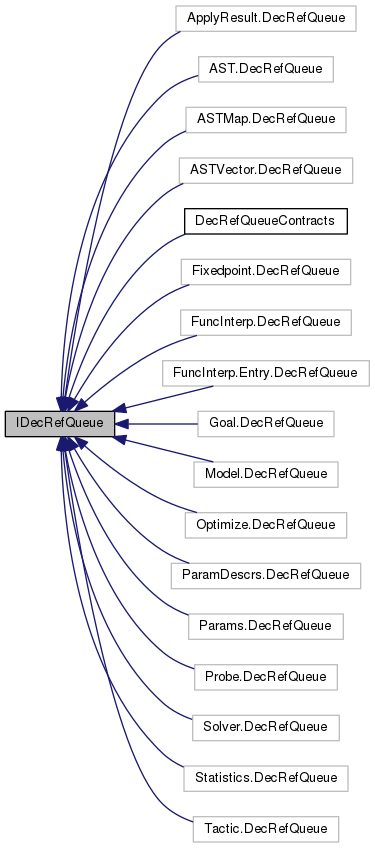 ApplyResult.DecRefQueue
AST.DecRefQueue
ASTMap.DecRefQueue
ASTVector.DecRefQueue
DecRefQueueContracts
Fixedpoint.DecRefQueue
FuncInterp.DecRefQueue
FuncInterp.Entry.DecRefQueue
IDecRefQueue
Goal.DecRefQueue
Model.DecRefQueue
Optimize.DecRefQueue
ParamDescrs.DecRefQueue
Params.DecRefQueue
Probe.DecRefQueue
Solver.DecRefQueue
Statistics.DecRefQueue
Tactic.DecRefQueue